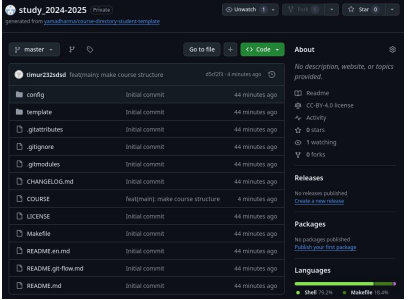 study_2024-2025
Unwatch 1
Fork 0
Star 0
generated from yamadharma/course-directory-student-template
master
Go to file
Code
timur232sdsd feat(main): make course structure
4 minutes ago
config Initial commit 44 minutes ago
template Initial commit 44 minutes ago
.gitattributes Initial commit 44 minutes ago
.gitignore Initial commit 44 minutes ago
.gitmodules Initial commit 44 minutes ago
CHANGELOG.md Initial commit 44 minutes ago
COURSE feat(main): make course structure 4 minutes ago
LICENSE Initial commit 44 minutes ago
Makefile Initial commit 44 minutes ago
README.en.md Initial commit 44 minutes ago
README.git-flow.md Initial commit 44 minutes ago
README.md Initial commit 44 minutes ago
About
No description, website, or topics
provided.
Readme
CC-BY-4.0 license
Activity
0 stars
1 watching
0 forks
Releases
No releases published
Create a new release
Packages
No packages published
Publish your first package
Languages
Shell 79.2% Makefile 18.4%